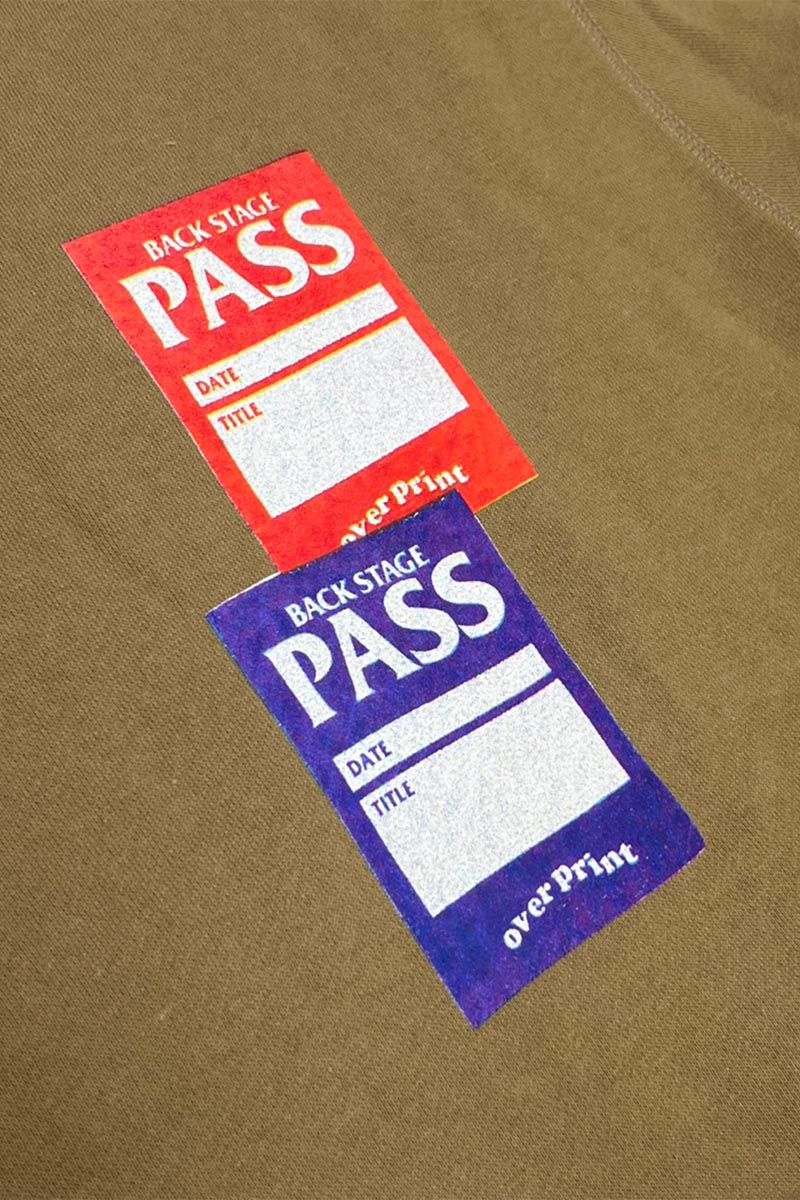 BACK STAGE
PASS
DATE
TITLE
over Print
BACK STAGE
PASS
DATE
TITLE
over Print